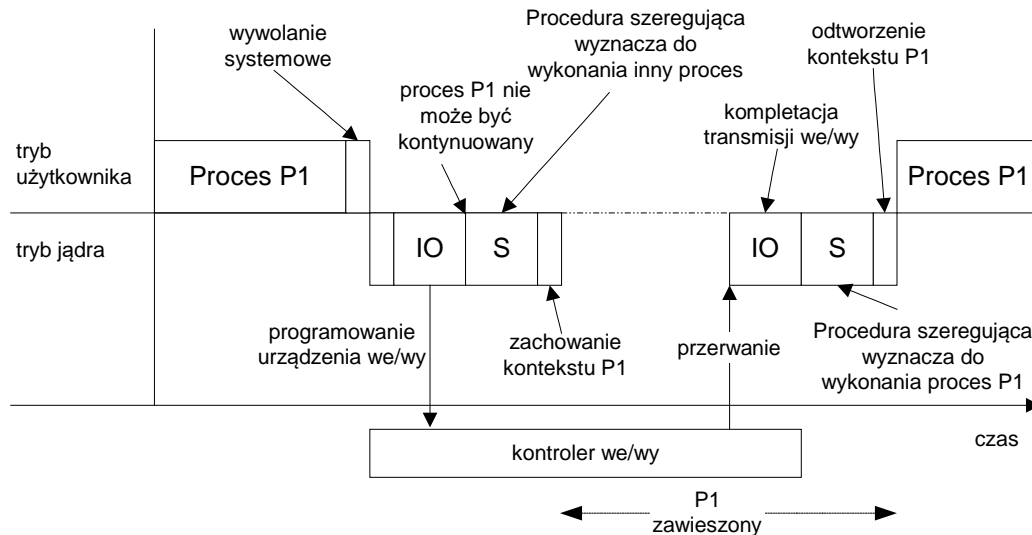 wywolanie
systemowe
proces P1 nie
może być
kontynuowany
Procedura szeregująca
wyznacza do
wykonania inny proces
kompletacja
transmisji we/wy
odtworzenie
kontekstu P1
tryb
użytkownika
Proces P1
Proces P1
tryb jądra
IO
S
IO
S
programowanie
urządzenia we/wy
zachowanie
kontekstu P1
przerwanie
Procedura szeregująca
wyznacza do
wykonania proces P1
czas
kontroler we/wy
P1
zawieszony